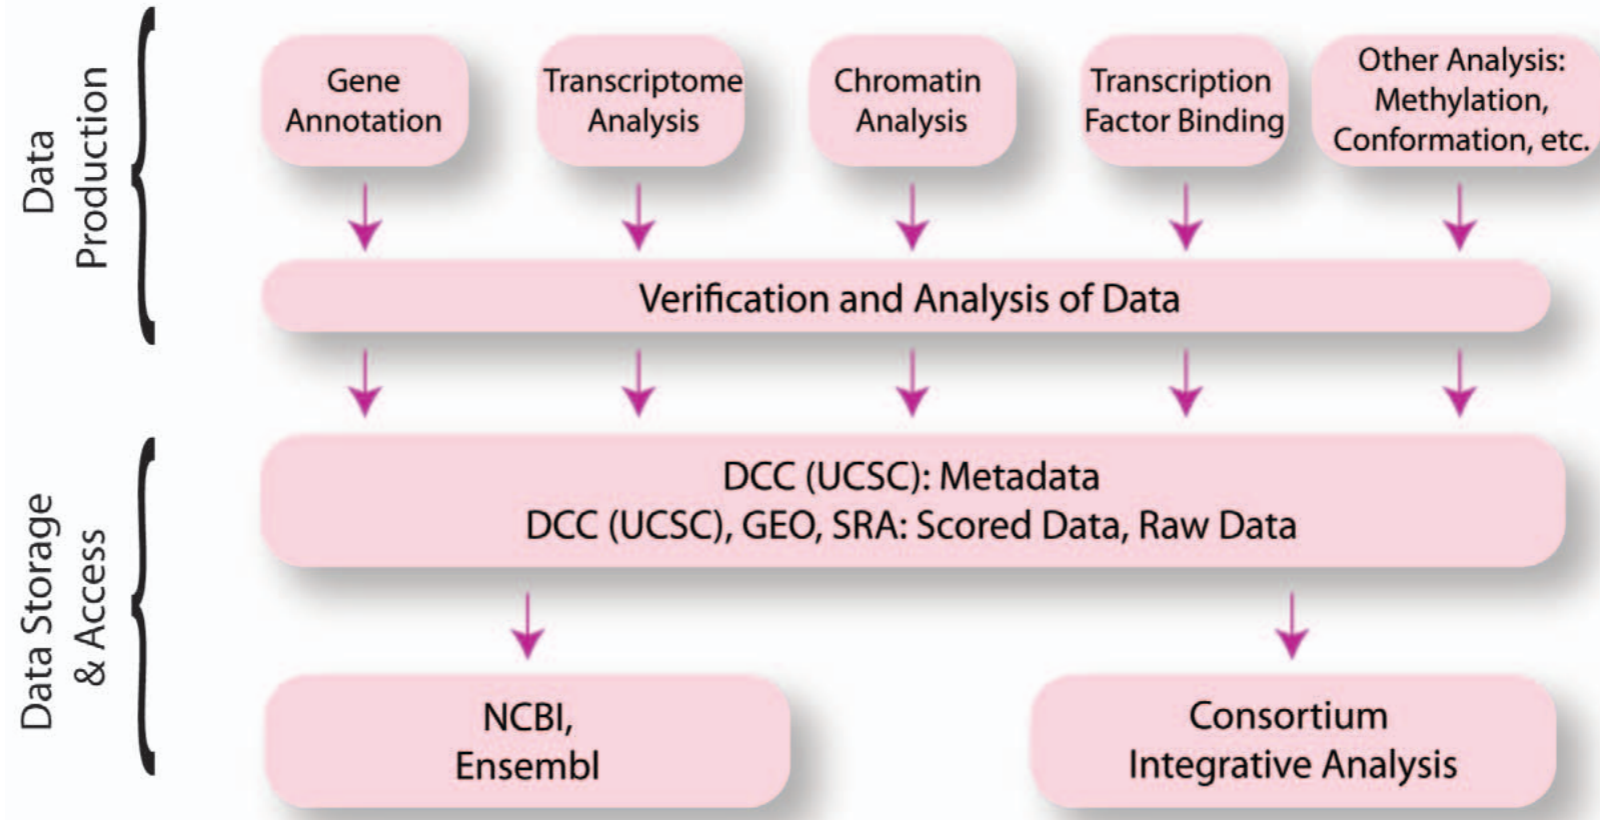 Data
Production
Gene
Annotation
Transcriptome
Analysis
Chromatin
Analysis
Transcription
Factor Binding
Other Analysis:
Methylation,
Conformation, etc.
Verification and Analysis of Data
Data Storage
& Access
DCC (UCSC): Metadata
DCC (UCSC), GEO, SRA: Scored Data, Raw Data
NCBI,
Ensembl
Consortium
Integrative Analysis